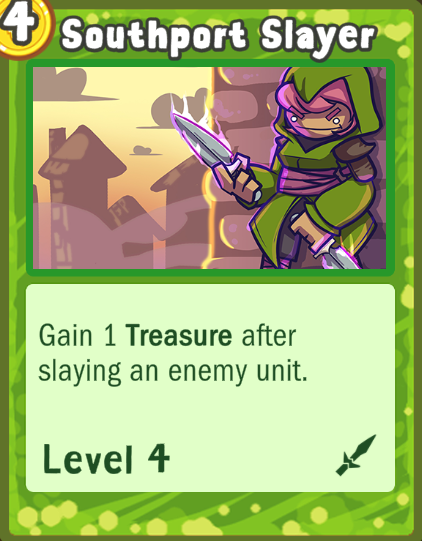 4
Southport Slayer
Gain 1 Treasure after
slaying an enemy unit.
Level 4